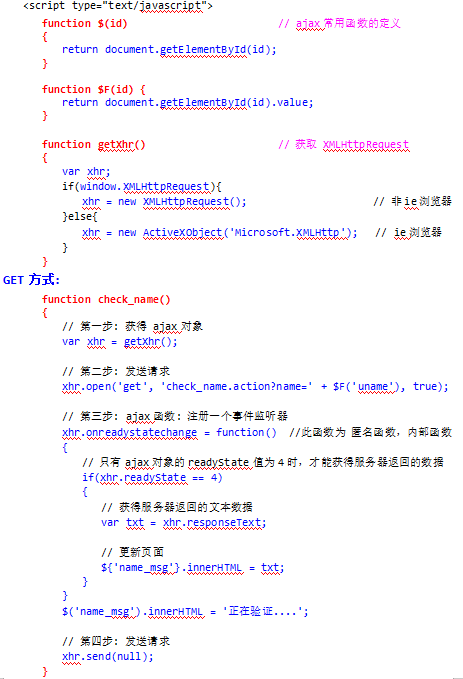 <script type="text/javascript">
function $(id) // ajax 常用函数的定义
{
return document.getElementById(id);
}
function $F(id) {
return document.getElementById(id).value;
}
function getXhr() // 获取 XMLHttpRequest
{
var xhr;
if(window.XMLHttpRequest){
xhr = new XMLHttpRequest(); // 非 ie 浏览器
}else{
xhr = new ActiveXObject('Microsoft.XMLHttp'); // ie 浏览器
}
}
GET 方式:
function check_name()
{
// 第一步: 获得 ajax 对象
var xhr = getXhr();
// 第二步: 发送请求
xhr.open('get', 'check_name.action?name=' + $F('uname'), true);
// 第三步: ajax 函数: 注册一个事件监听器
xhr.onreadystatechange = function() //此函数为 匿名函数, 内部函数
{
// 只有 ajax 对象的 readyState 值为 4 时, 才能获得服务器返回的数据
if(xhr.readyState == 4)
{
// 获得服务器返回的文本数据
var txt = xhr.responseText;
// 更新页面
${'name_msg'}.innerHTML = txt;
}
}
$('name_msg').innerHTML = '正在验证....';
// 第四步: 发送请求
xhr.send(null);
}